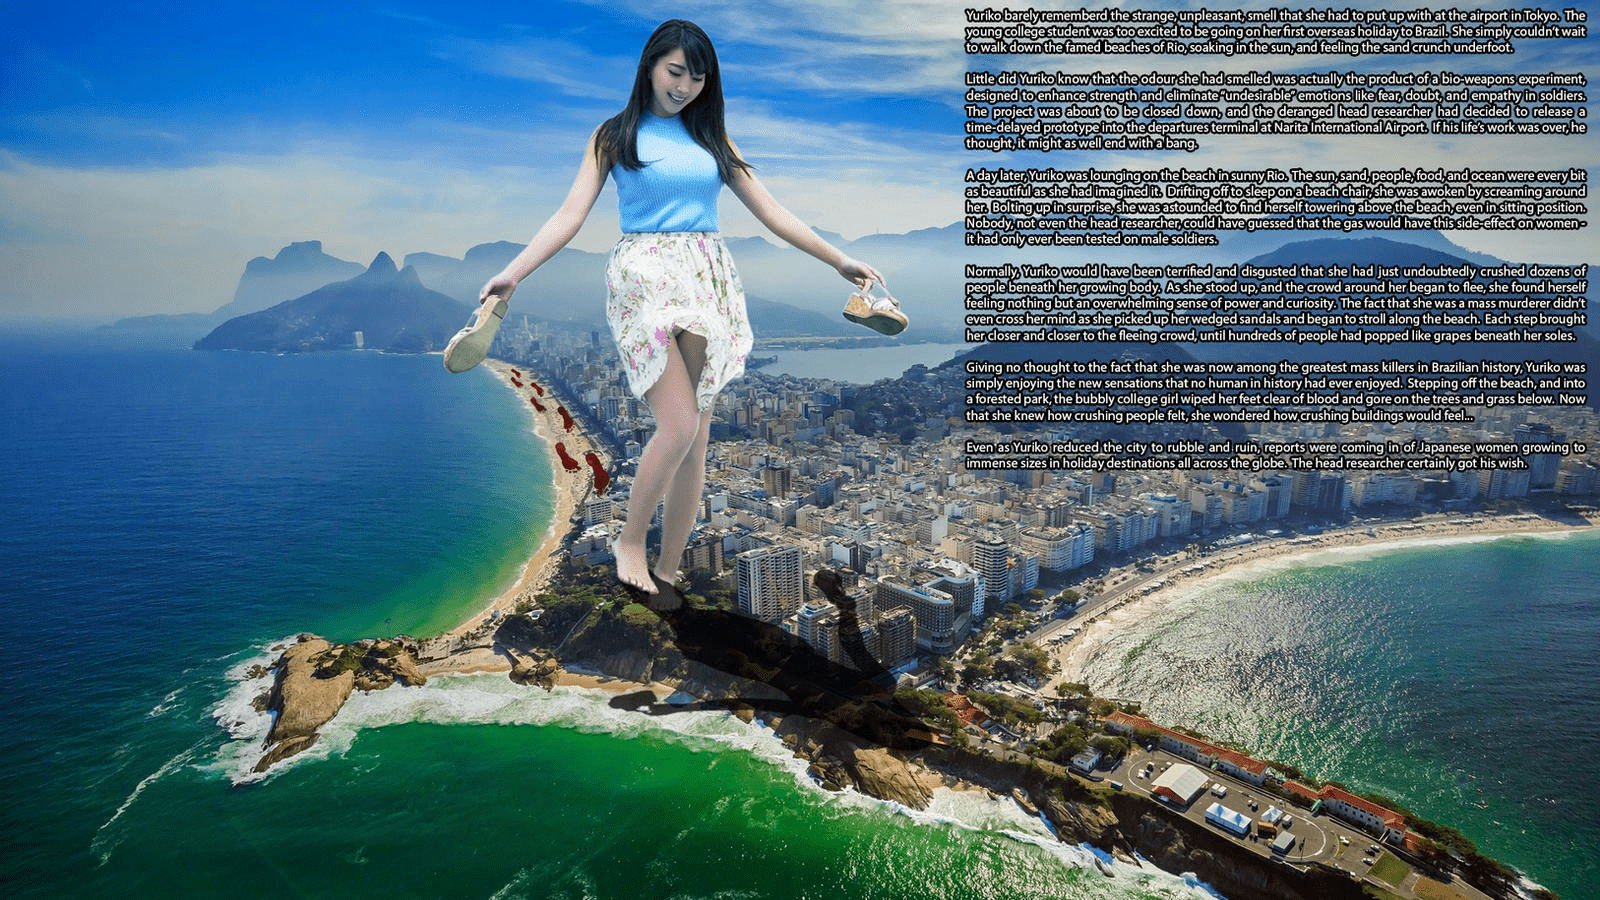 Yuriko barely rememberd the strange, unpleasant, smell that she had to put up with at the airport in Tokyo. The
young college student was too excited to be going on her first overseas holiday to Brazil. She simply couldn't wait
to walk down the famed beaches of Rio, soaking in the sun, and feeling the sand crunch underfoot.
Little did Yuriko know that the odour she had smelled was actually the product of a bio-weapons experiment,
designed to enhance strength and eliminate "undesirable" emotions like fear, doubt, and empathy in soldiers.
The project was about to be closed down, and the deranged head researcher had decided to release a
time-delayed prototype into the departures terminal at Narita International Airport. If his life's work was over, he
thought, it might as well end with a bang.
A day later, Yuriko was lounging on the beach in sunny Rio. The sun, sand, people, food, and ocean were every bit
as beautiful as she had imagined it. Drifting off to sleep on a beach chair, she was awoken by screaming around
her. Bolting up in surprise, she was astounded to find herself towering above the beach, even in sitting position.
Nobody, not even the head researcher, could have guessed that the gas would have this side-effect on women -
it had only ever been tested on male soldiers.
Normally, Yuriko would have been terrified and disgusted that she had just undoubtedly crushed dozens of
people beneath her growing body. As she stood up, and the crowd around her began to flee, she found herself
feeling nothing but an overwhelming sense of power and curiosity. The fact that she was a mass murderer didn't
even cross her mind as she picked up her wedged sandals and began to stroll along the beach. Each step brought
her closer and closer to the fleeing crowd, until hundreds of people had popped like grapes beneath her soles.
Giving no thought to the fact that she was now among the greatest mass killers in Brazilian history, Yuriko was
simply enjoying the new sensations that no human in history had ever enjoyed. Stepping off the beach, and into
a forested park, the bubbly college girl wiped her feet clear of blood and gore on the trees and grass below. Now
that she knew how crushing people felt, she wondered how crushing buildings would feel...
Even as Yuriko reduced the city to rubble and ruin, reports were coming in of Japanese women growing to
immense sizes in holiday destinations all across the globe. The head researcher certainly got his wish.